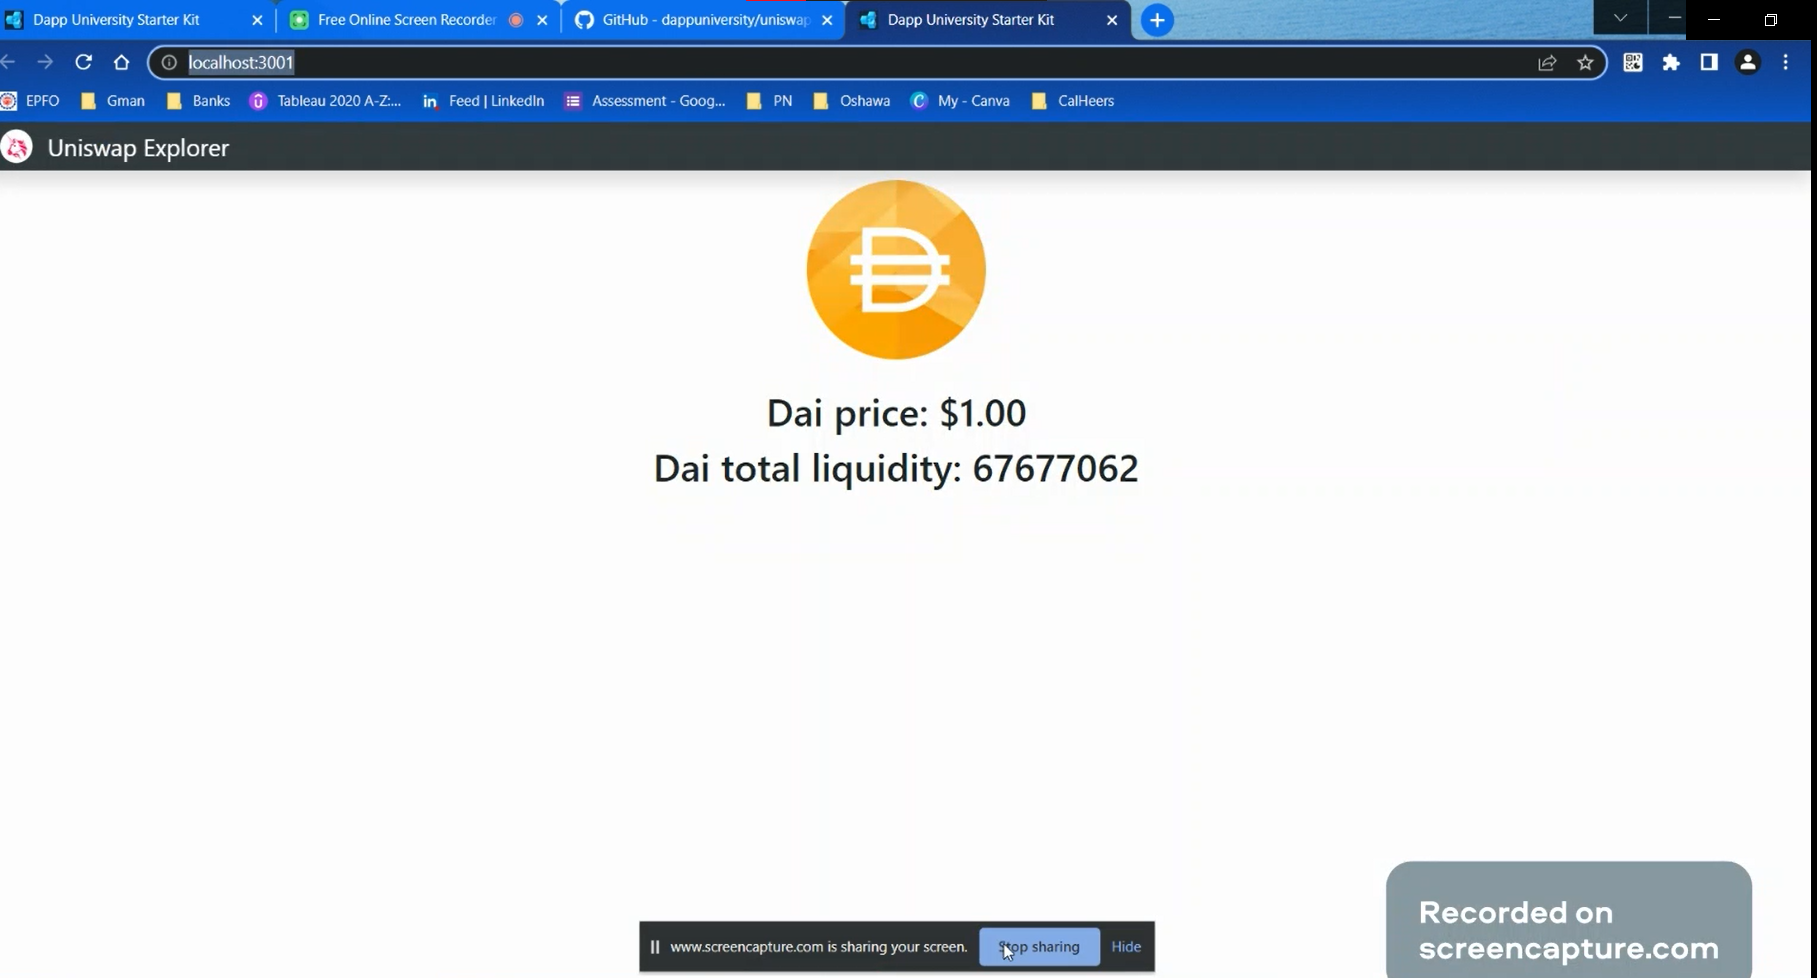 Dapp University Starter Kit
Free Online Screen Recorder
GitHub - dappuniversity/uniswap
Dapp University Starter Kit
localhost:3001
EPFO
Gman
Banks
Tableau 2020 A-Z:...
in
Feed | LinkedIn
Assessment - Goog...
PN
Oshawa
My - Canva
CalHeers
Uniswap Explorer
Dai price: $1.00
Dai total liquidity: 67677062
www.screencapture.com is sharing your screen.
Stop sharing
Hide
Recorded on
screencapture.com